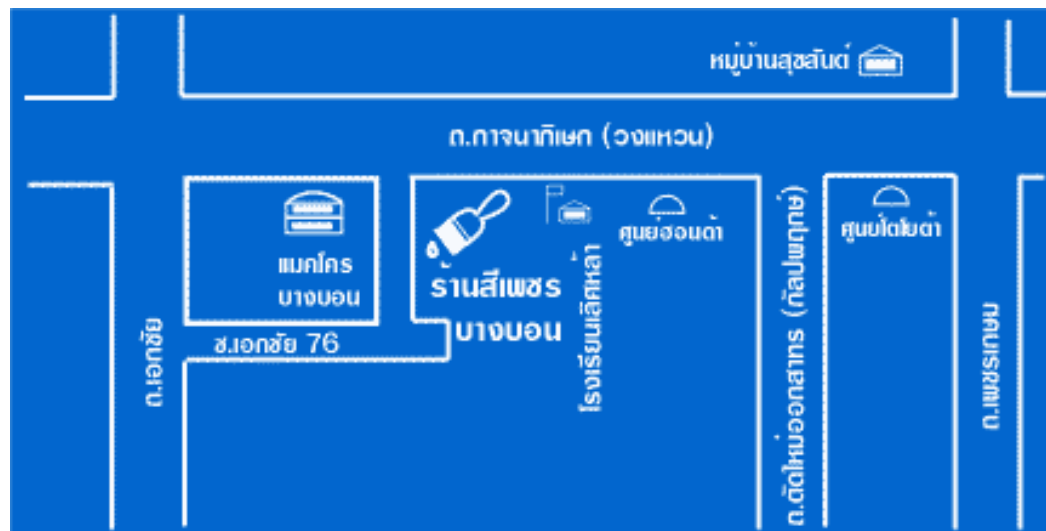 หมู่บ้านสุขสันต์
ถ.กาจนาภิเษก (วงแหวน)
แมคโคร
บางบอน
ร้านสีเพชร
บางบอน
โรงเรียนเลิศหล้า
ศูนย์ฮอนด้า
ศูนย์โตโยต้า
ซ.เอกชัย 76
ถ.เอกชัย
ถ.ตัดใหม่ออกสาทร (กัลปพฤกษ์)
ถ.เพชรเกษม